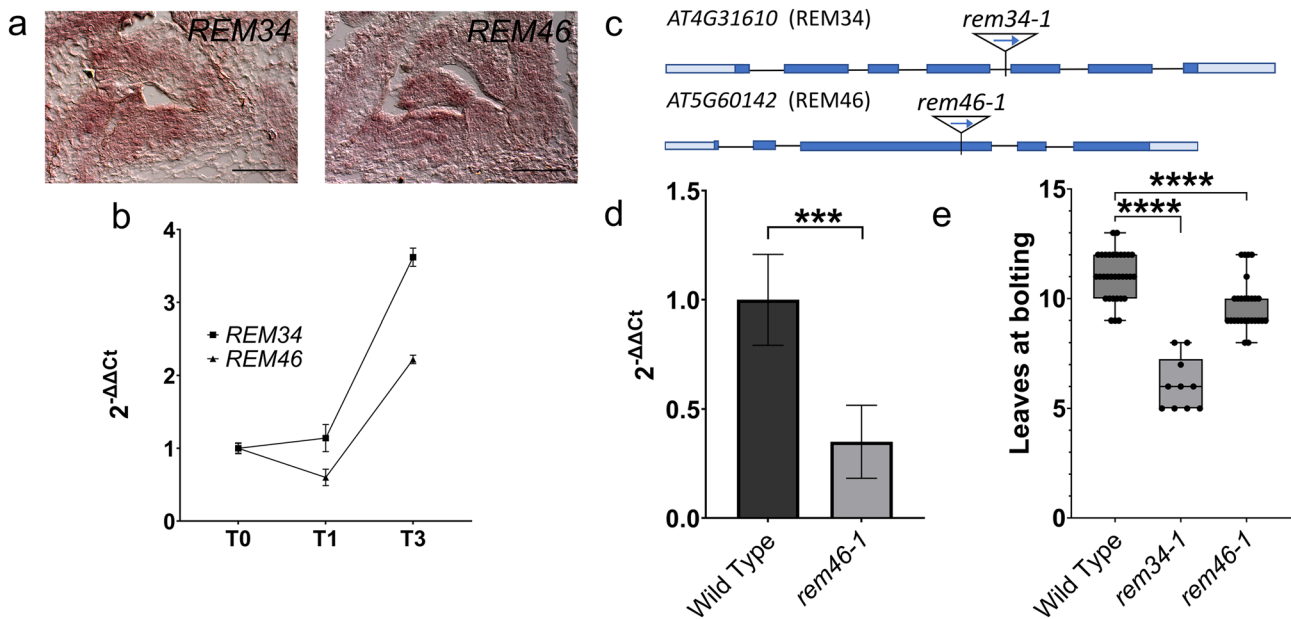 a
REM34
REM46
b
2-ΔΔCt
4
3
2
1
0
REM34
REM46
T0
T1
T3
c
AT4G31610 (REM34)
rem34-1
AT5G60142 (REM46)
rem46-1
d
2-ΔΔCt
1.5
1.0
0.5
0.0
***
Wild Type
rem46-1
e
Leaves at bolting
15
10
5
0
****
****
Wild Type
rem34-1
rem46-1